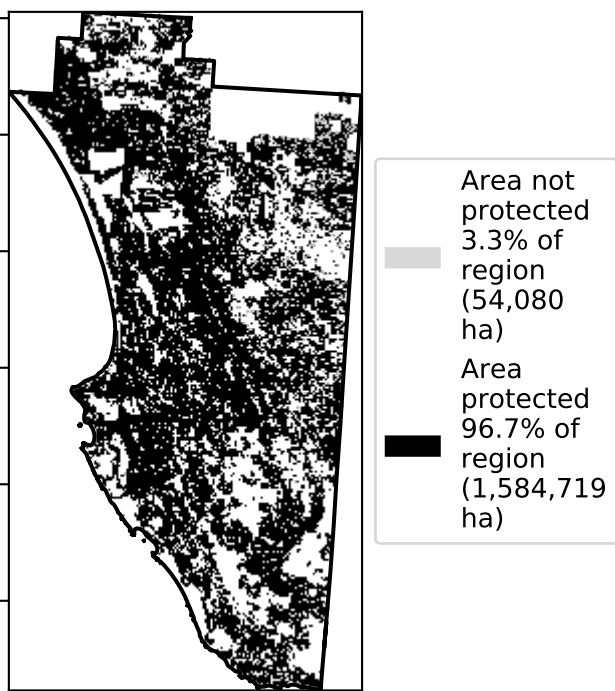 Area not
protected
3.3% of
region
(54,080
ha)
Area
protected
96.7% of
region
(1,584,719
ha)